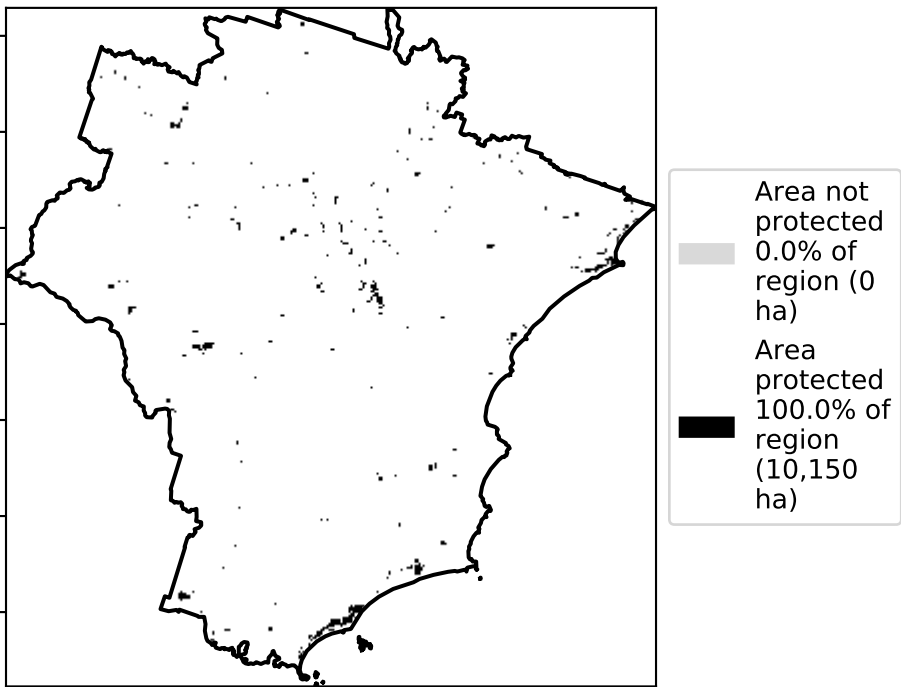 Area not
protected
0.0% of
region (0
ha)
Area
protected
100.0% of
region
(10,150
ha)